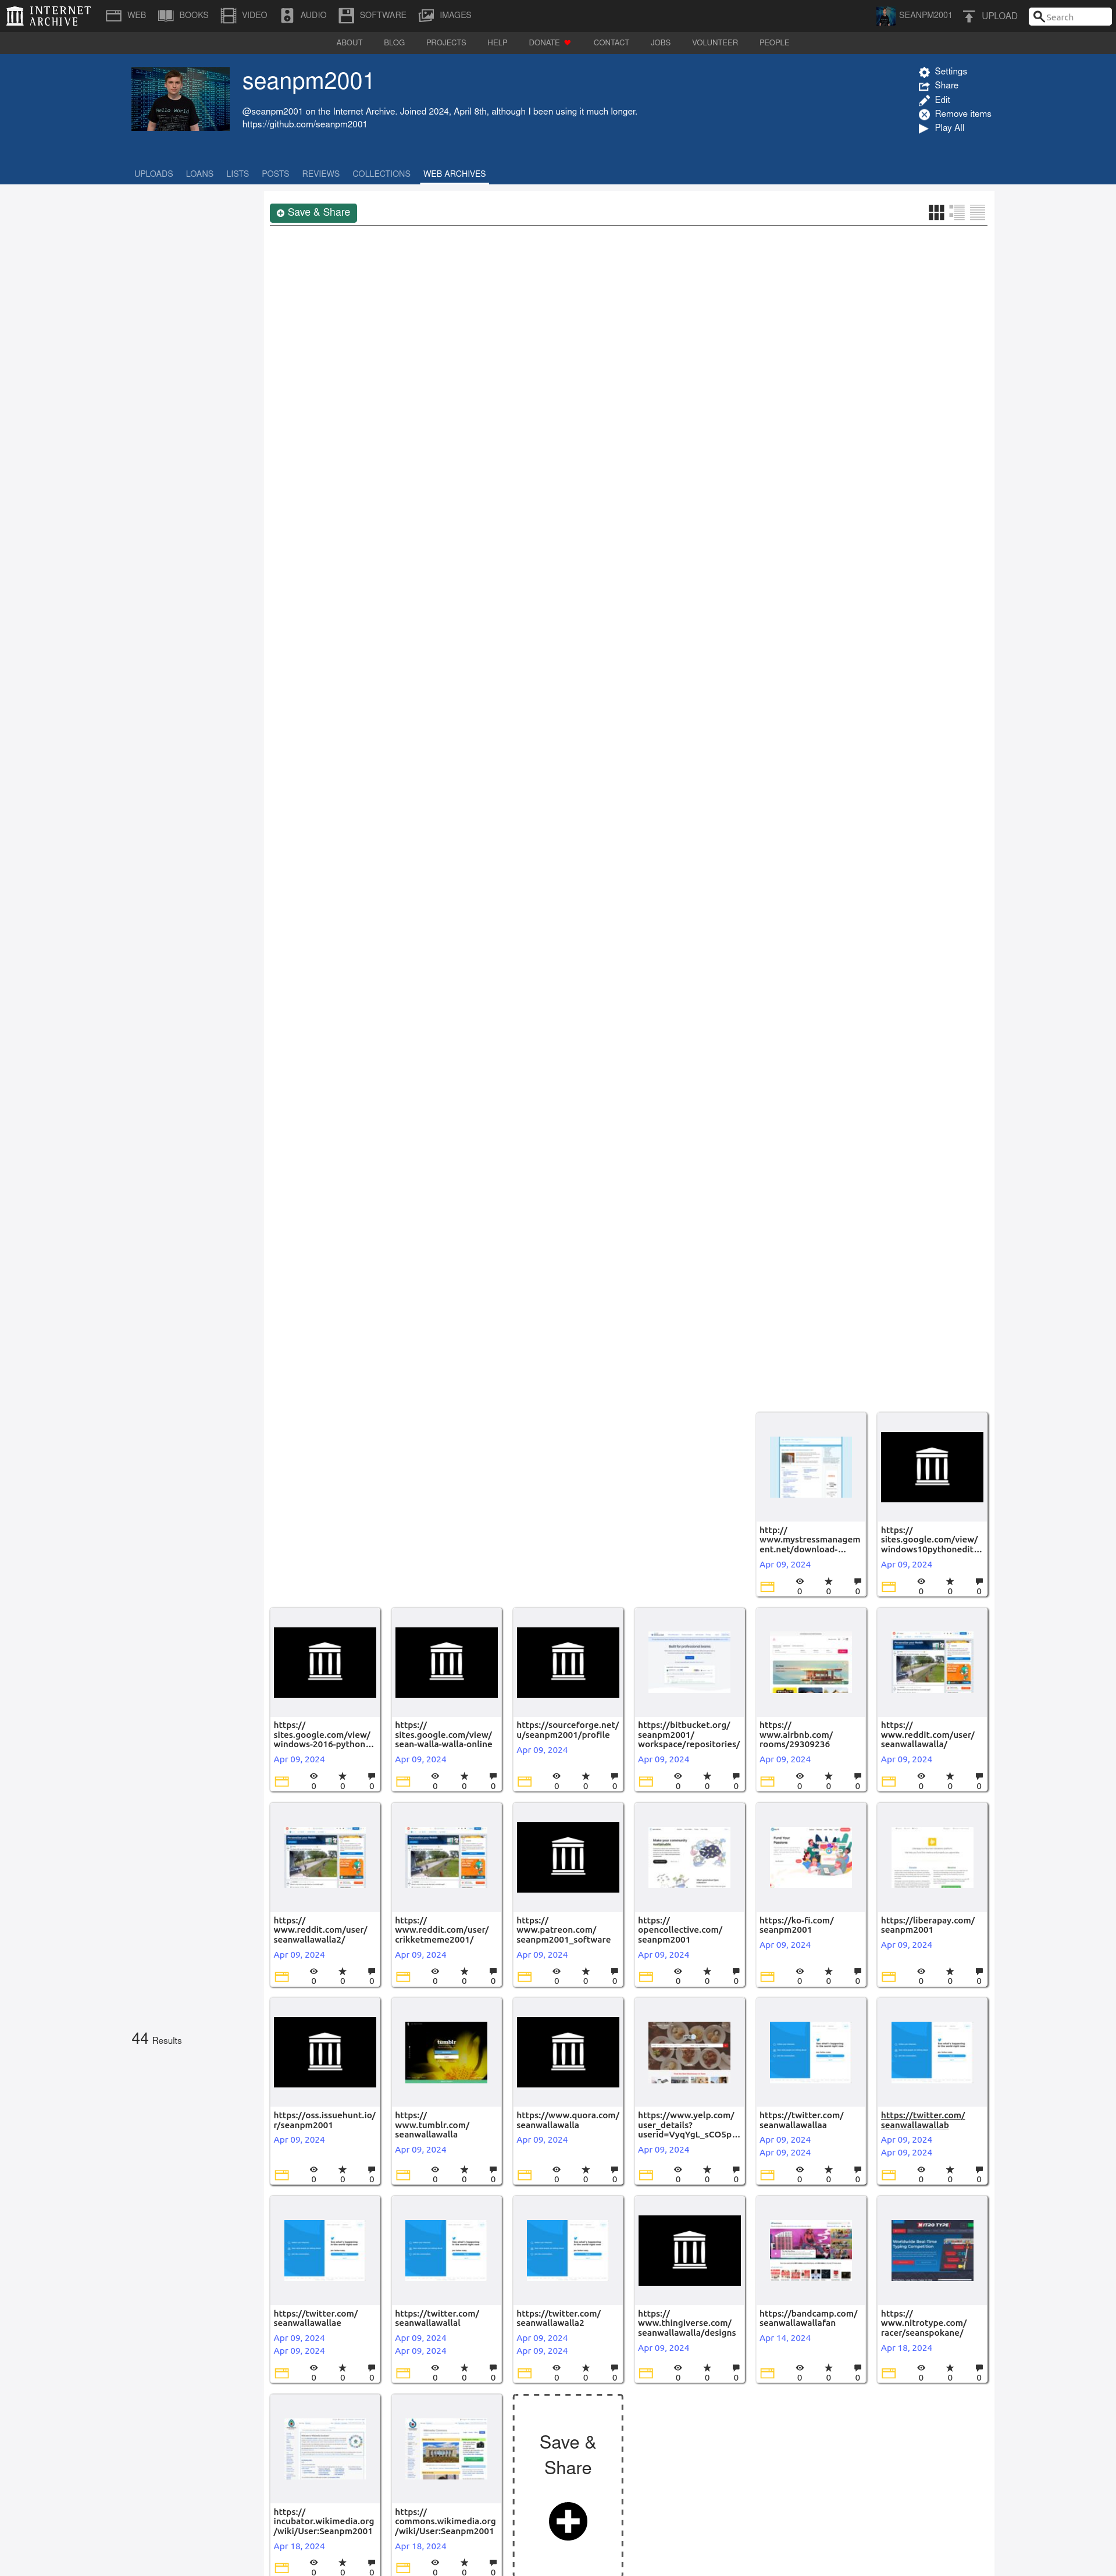 INTERNET ARCHIVE
WEB BOOKS VIDEO AUDIO SOFTWARE IMAGES SEANPM2001 UPLOAD Search
ABOUT BLOG PROJECTS HELP DONATE CONTACT JOBS VOLUNTEER PEOPLE
seanpm2001
@seanpm2001 on the Internet Archive. Joined 2024, April 8th, although I been using it much longer.
https://github.com/seanpm2001
Settings
Share
Edit
Remove items
Play All
UPLOADS LOANS LISTS POSTS REVIEWS COLLECTIONS WEB ARCHIVES
Save & Share
44 Results
http://
www.mystressmanagem
ent.net/download-...
Apr 09, 2024
0 0 0
https://
sites.google.com/view/
windows10pythonedit...
Apr 09, 2024
0 0 0
https://
sites.google.com/view/
windows-2016-python...
Apr 09, 2024
0 0 0
https://
sites.google.com/view/
sean-walla-walla-online
Apr 09, 2024
0 0 0
https://sourceforge.net/
u/seanpm2001/profile
Apr 09, 2024
0 0 0
https://bitbucket.org/
seanpm2001/
workspace/repositories/
Apr 09, 2024
0 0 0
https://
www.airbnb.com/
rooms/29309236
Apr 09, 2024
0 0 0
https://
www.reddit.com/user/
seanwallawalla/
Apr 09, 2024
0 0 0
https://
www.reddit.com/user/
seanwallawalla2/
Apr 09, 2024
0 0 0
https://
www.reddit.com/user/
crikketmeme2001/
Apr 09, 2024
0 0 0
https://
www.patreon.com/
seanpm2001_software
Apr 09, 2024
0 0 0
https://
opencollective.com/
seanpm2001
Apr 09, 2024
0 0 0
https://ko-fi.com/
seanpm2001
Apr 09, 2024
0 0 0
https://liberapay.com/
seanpm2001
Apr 09, 2024
0 0 0
https://oss.issuehunt.io/
r/seanpm2001
Apr 09, 2024
0 0 0
tumblr
https://
www.tumblr.com/
seanwallawalla
Apr 09, 2024
0 0 0
https://www.quora.com/
seanwallawalla
Apr 09, 2024
0 0 0
https://www.yelp.com/
user_details?
userid=VyqYgL_sCO5p...
Apr 09, 2024
0 0 0
https://twitter.com/
seanwallawallaa
Apr 09, 2024
Apr 09, 2024
0 0 0
https://twitter.com/
seanwallawallab
Apr 09, 2024
Apr 09, 2024
0 0 0
https://twitter.com/
seanwallawallae
Apr 09, 2024
Apr 09, 2024
0 0 0
https://twitter.com/
seanwallawallal
Apr 09, 2024
Apr 09, 2024
0 0 0
https://twitter.com/
seanwallawalla2
Apr 09, 2024
Apr 09, 2024
0 0 0
https://
www.thingiverse.com/
seanwallawalla/designs
Apr 09, 2024
0 0 0
https://bandcamp.com/
seanwallawallafan
Apr 14, 2024
0 0 0
NITRO TYPE
Worldwide Real-Time
Typing Competition
https://
www.nitrotype.com/
racer/seanspokane/
Apr 18, 2024
0 0 0
https://
incubator.wikimedia.org
/wiki/User:Seanpm2001
Apr 18, 2024
0 0 0
https://
commons.wikimedia.org
/wiki/User:Seanpm2001
Apr 18, 2024
0 0 0
Save &
Share